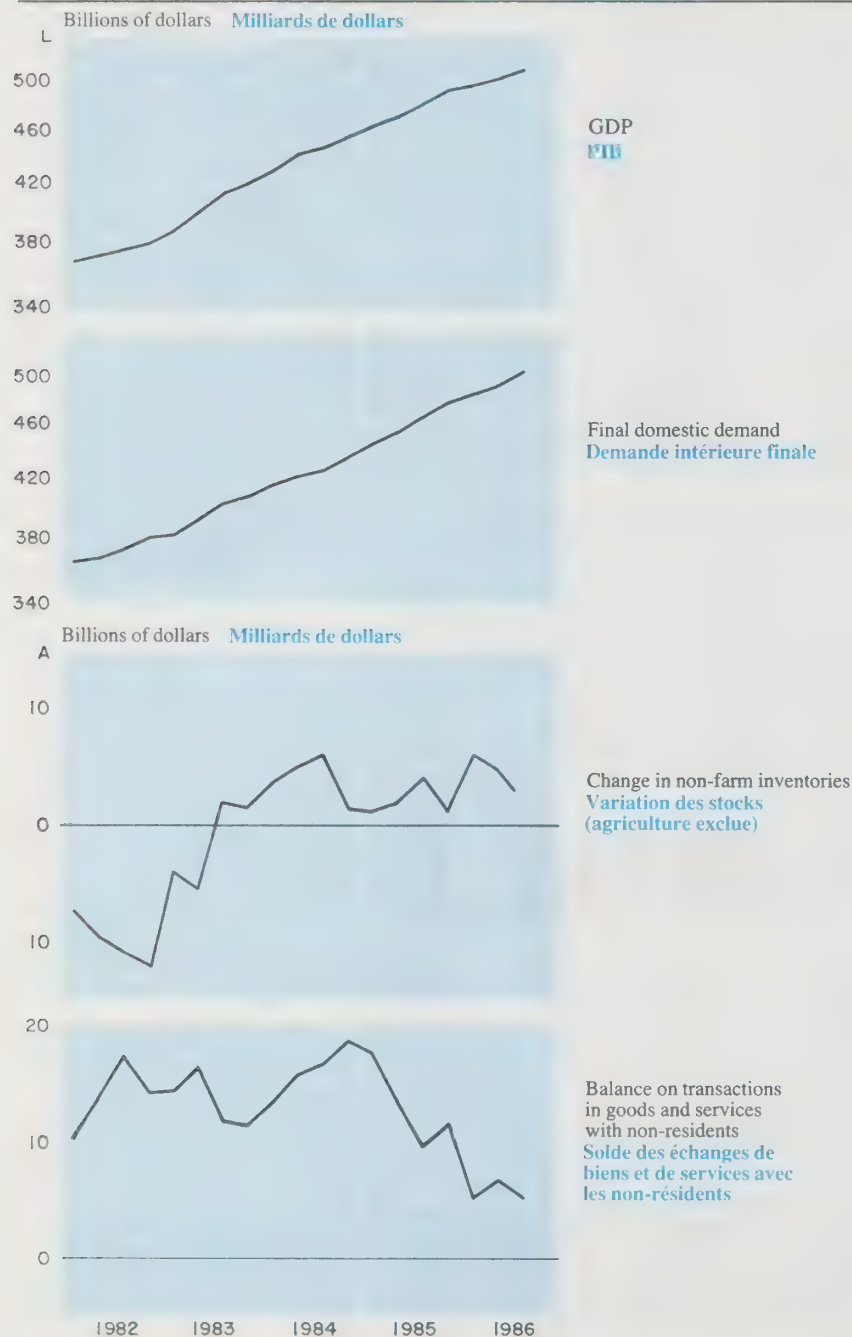 Billions of dollars Milliards de dollars
L
500
460
420
380
340
GDP
PIB
500
460
420
380
340
Final domestic demand
Demande intérieure finale
Billions of dollars Milliards de dollars
A
10
0
10
Change in non-farm inventories
Variation des stocks
(agriculture exclue)
20
10
0
Balance on transactions
in goods and services
with non-residents
Solde des échanges de
biens et de services avec
les non-résidents
1982 1983 1984 1985 1986